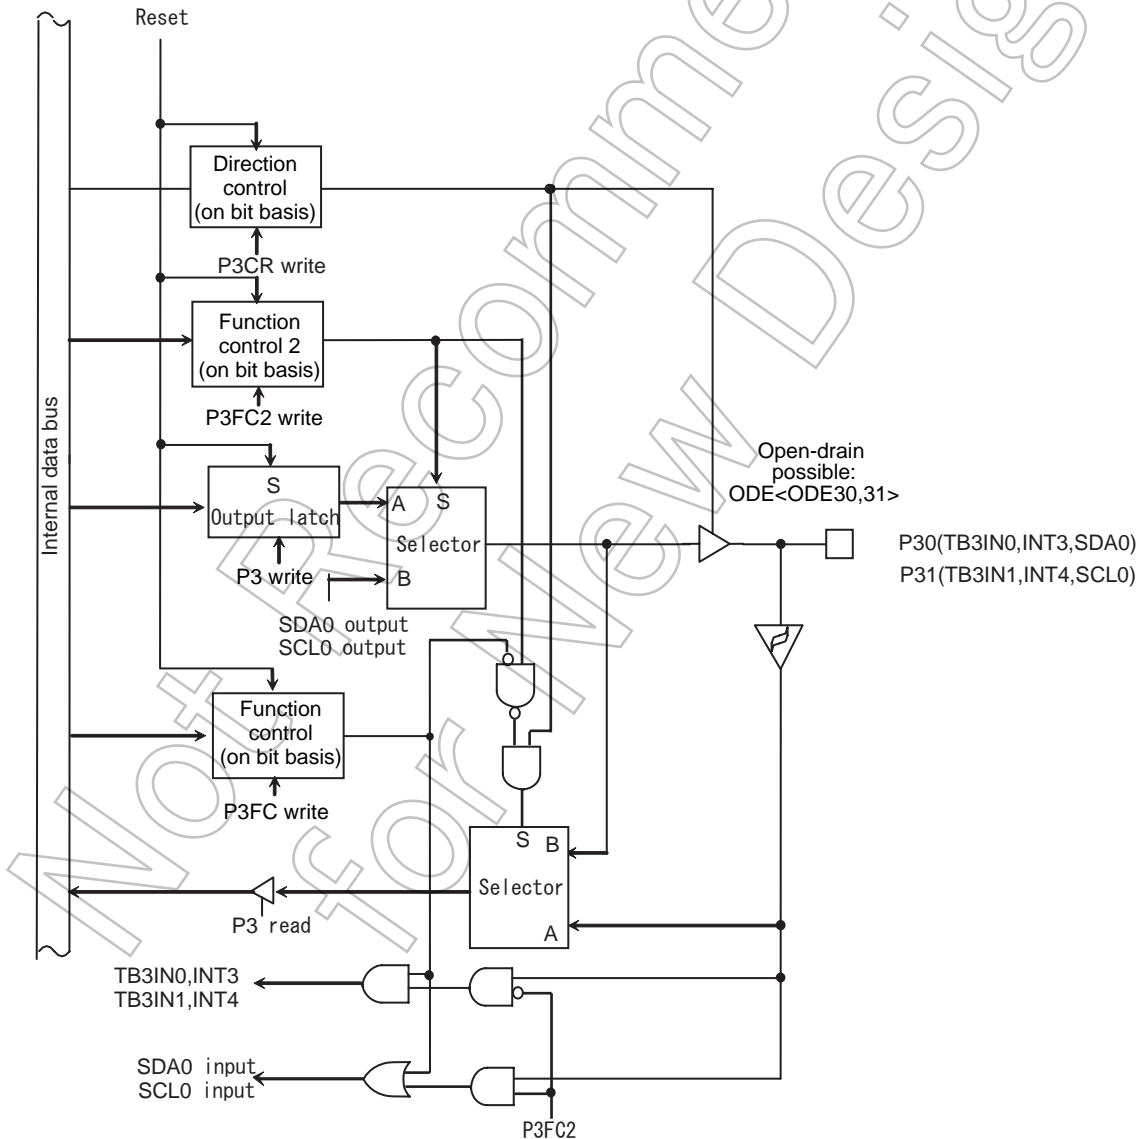 Reset
Direction
control
(on bit basis)
P3CR write
Function
control 2
(on bit basis)
P3FC2 write
Internal data bus
S
Output latch
P3 write
A
S
Selector
B
SDA0 output
SCL0 output
Open-drain
possible:
ODE<ODE30,31>
P30(TB3IN0,INT3,SDA0)
P31(TB3IN1,INT4,SCL0)
Function
control
(on bit basis)
P3FC write
S
B
Selector
A
P3 read
TB3IN0,INT3
TB3IN1,INT4
SDA0 input
SCL0 input
P3FC2
Not Recomme
for New Desig